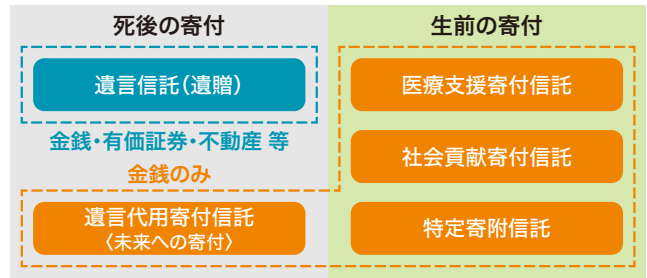 死後の寄付
遺言信託(遺贈)
金銭・有価証券・不動産 等
金銭のみ
遺言代用寄付信託
〈未来への寄付〉
生前の寄付
医療支援寄付信託
社会貢献寄付信託
特定寄附信託